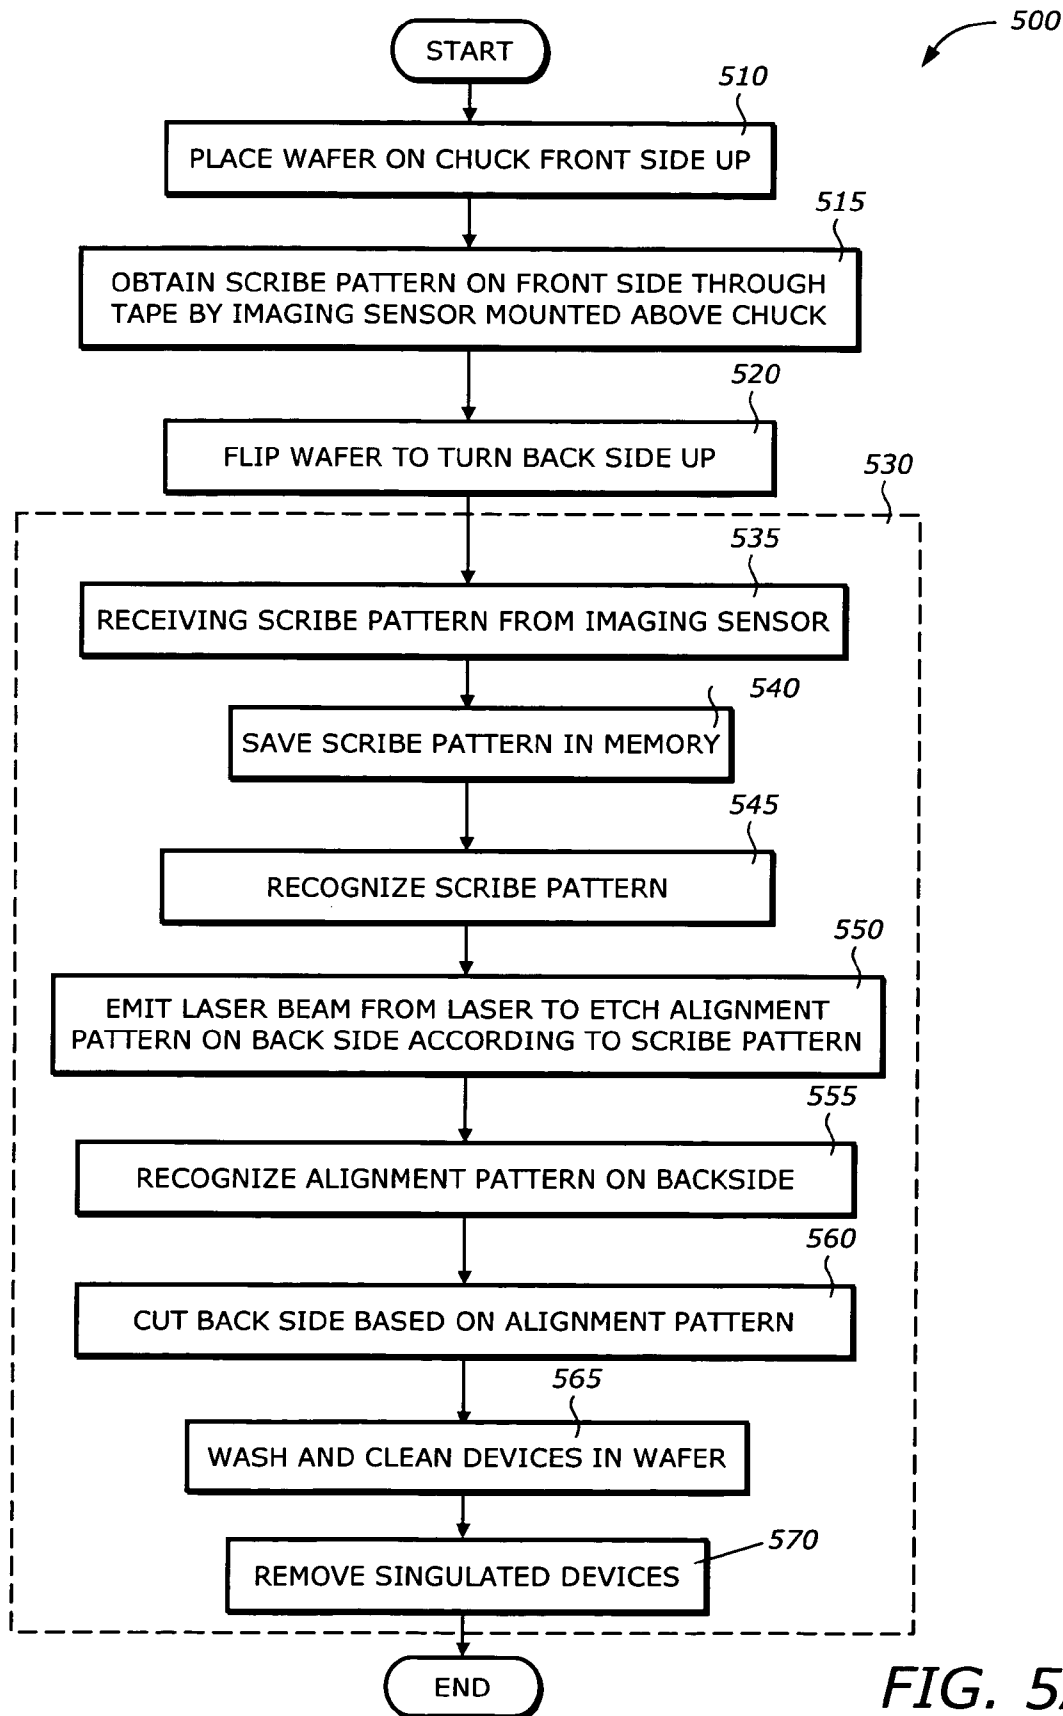 500
START
510
PLACE WAFER ON CHUCK FRONT SIDE UP
515
OBTAIN SCRIBE PATTERN ON FRONT SIDE THROUGH
TAPE BY IMAGING SENSOR MOUNTED ABOVE CHUCK
520
FLIP WAFER TO TURN BACK SIDE UP
530
535
RECEIVING SCRIBE PATTERN FROM IMAGING SENSOR
540
SAVE SCRIBE PATTERN IN MEMORY
545
RECOGNIZE SCRIBE PATTERN
550
EMIT LASER BEAM FROM LASER TO ETCH ALIGNMENT
PATTERN ON BACK SIDE ACCORDING TO SCRIBE PATTERN
555
RECOGNIZE ALIGNMENT PATTERN ON BACKSIDE
560
CUT BACK SIDE BASED ON ALIGNMENT PATTERN
565
WASH AND CLEAN DEVICES IN WAFER
570
REMOVE SINGULATED DEVICES
END
FIG.